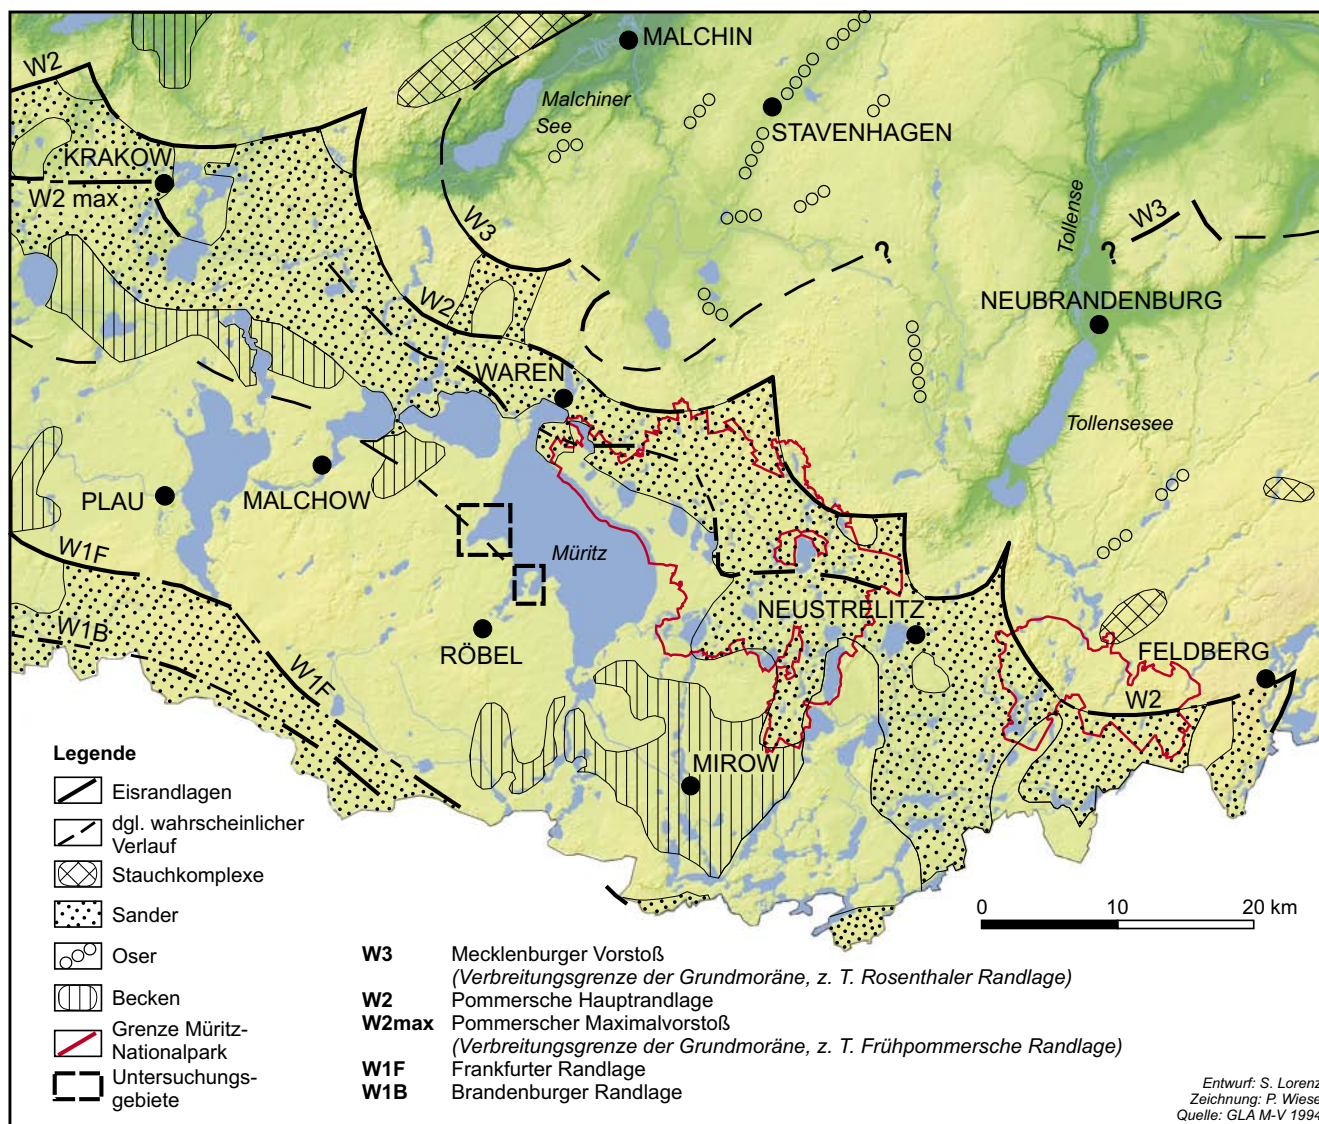 W2
MALCHIN
Malchiner
See
STAVENHAGEN
KRAKOW
W2 max
W3
Tollense
W3
?
?
W2
NEUBRANDENBURG
WAREN
Tollensesee
PLAU
MALCHOW
W1F
Müritz
W1B
NEUSTRELITZ
RÖBEL
FELDBERG
W1F
W2
MIROW
Legende
Eisrandlagen
dgl. wahrscheinlicher
Verlauf
Stauchkomplexe
Sander
Oser
Becken
Grenze Müritz-
Nationalpark
Untersuchungs-
gebiete
0 10 20 km
W3 Mecklenburger Vorstoß
(Verbreitungsgrenze der Grundmoräne, z. T. Rosenthaler Randlage)
W2 Pommersche Hauptrandlage
W2max Pommerscher Maximalvorstoß
(Verbreitungsgrenze der Grundmoräne, z. T. Frühpommersche Randlage)
W1F Frankfurter Randlage
W1B Brandenburger Randlage
Entwurf: S. Lorenz
Zeichnung: P. Wiese
Quelle: GLA M-V 1994